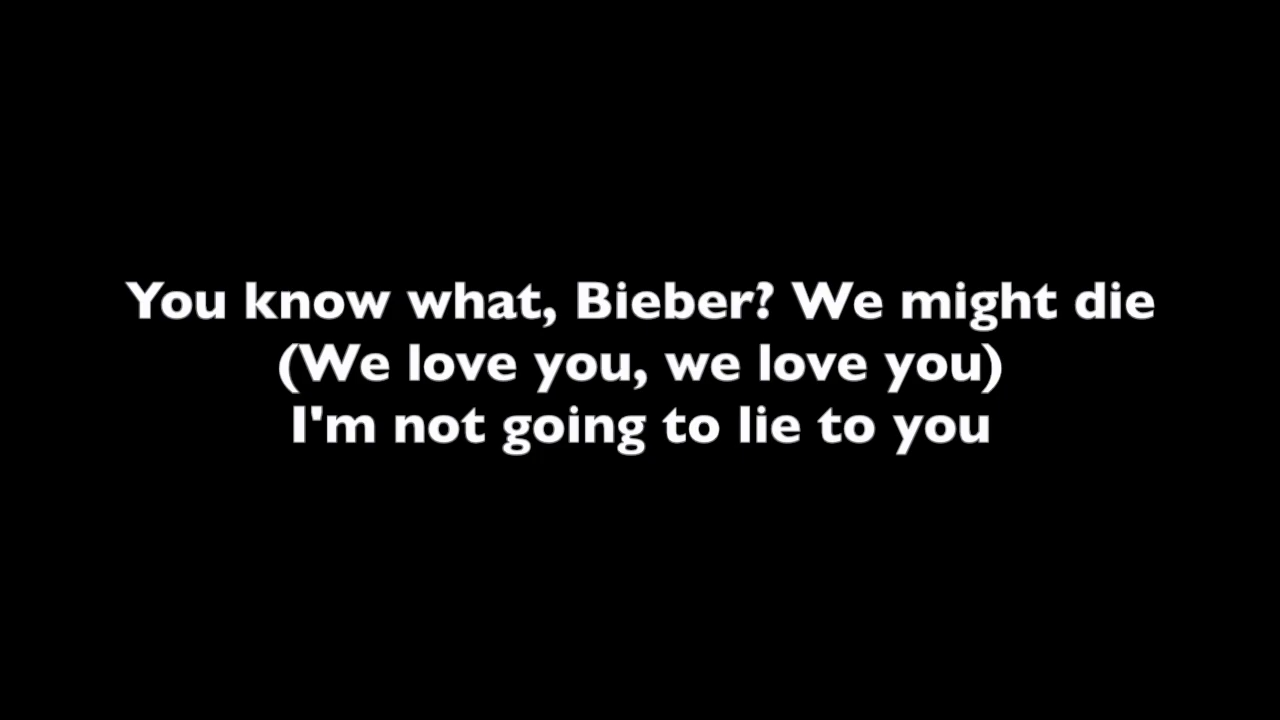 You know what, Bieber? We might die
(We love you, we love you)
I'm not going to lie to you